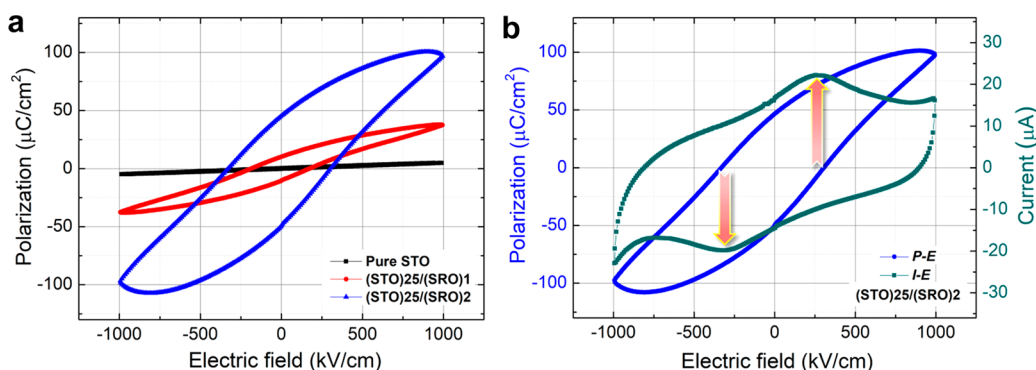 a
Polarization (μC/cm²)
100
50
0
-50
-100
-1000
-500
0
500
1000
Electric field (kV/cm)
Pure STO
(STO)25/(SRO)1
(STO)25/(SRO)2
b
Polarization (μC/cm²)
100
50
0
-50
-100
-1000
-500
0
500
1000
Electric field (kV/cm)
30
20
10
0
-10
-20
-30
Current (μA)
P-E
I-E
(STO)25/(SRO)2